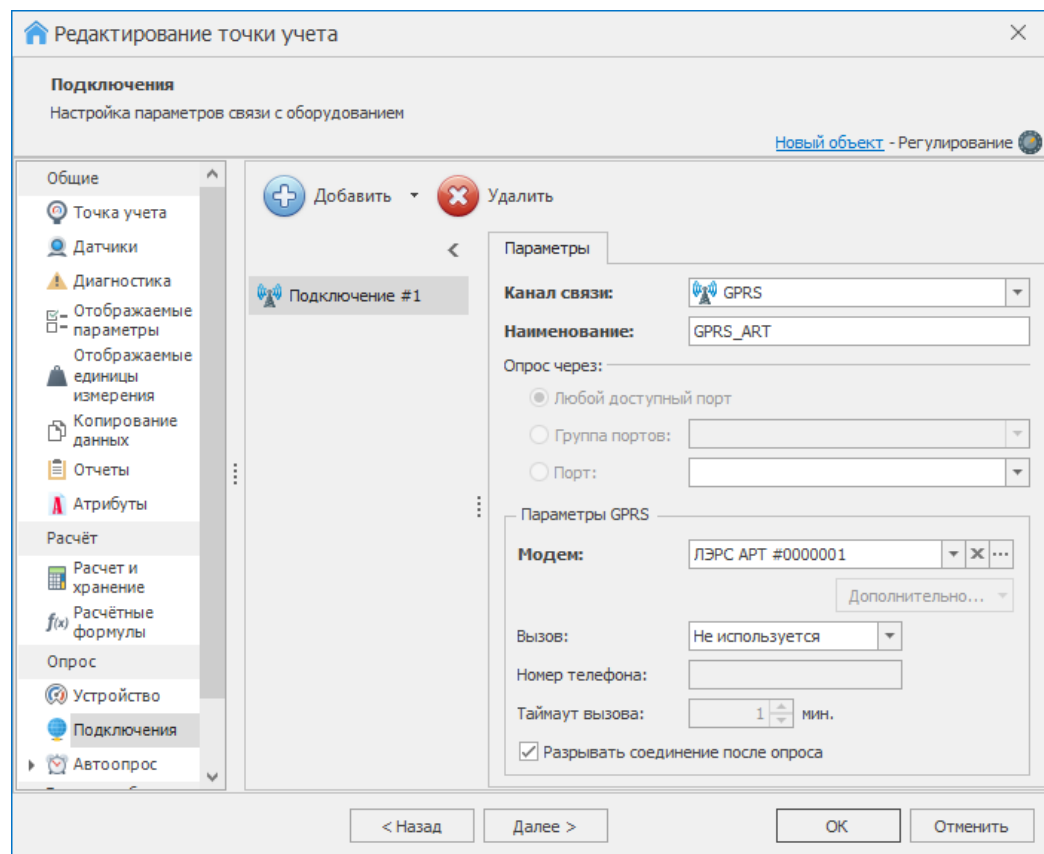 Редактирование точки учета
Подключения
Настройка параметров связи с оборудованием
Новый объект - Регулирование
Общие
Точка учета
Датчики
Диагностика
Отображаемые
параметры
Отображаемые
единицы
измерения
Копирование
данных
Отчеты
Атрибуты
Расчёт
Расчет и
хранение
f(x) Расчётные
формулы
Опрос
Устройство
Подключения
Автоопрос
Добавить
Удалить
<
Подключение #1
Параметры
Канал связи: GPRS
Наименование: GPRS_ART
Опрос через:
Любой доступный порт
Группа портов:
Порт:
Параметры GPRS
Модем: ЛЭРС АРТ #0000001
Дополнительно...
Вызов: Не используется
Номер телефона:
Таймаут вызова: 1 мин.
Разрывать соединение после опроса
< Назад
Далее >
OK
Отменить